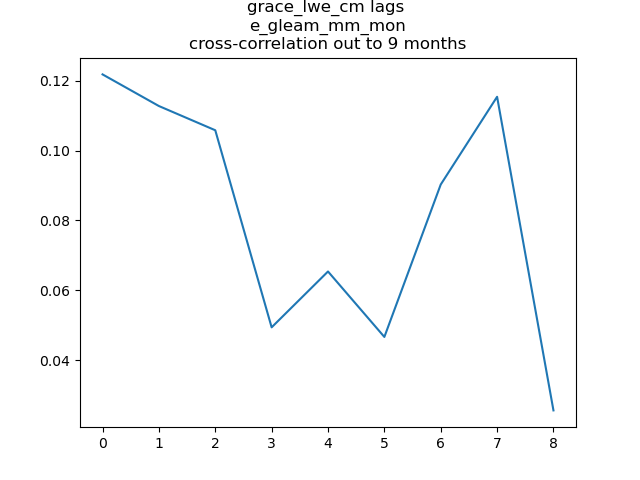 grace_lwe_cm lags
e_gleam_mm_mon
cross-correlation out to 9 months
0.12
0.10
0.08
0.06
0.04
0 1 2 3 4 5 6 7 8